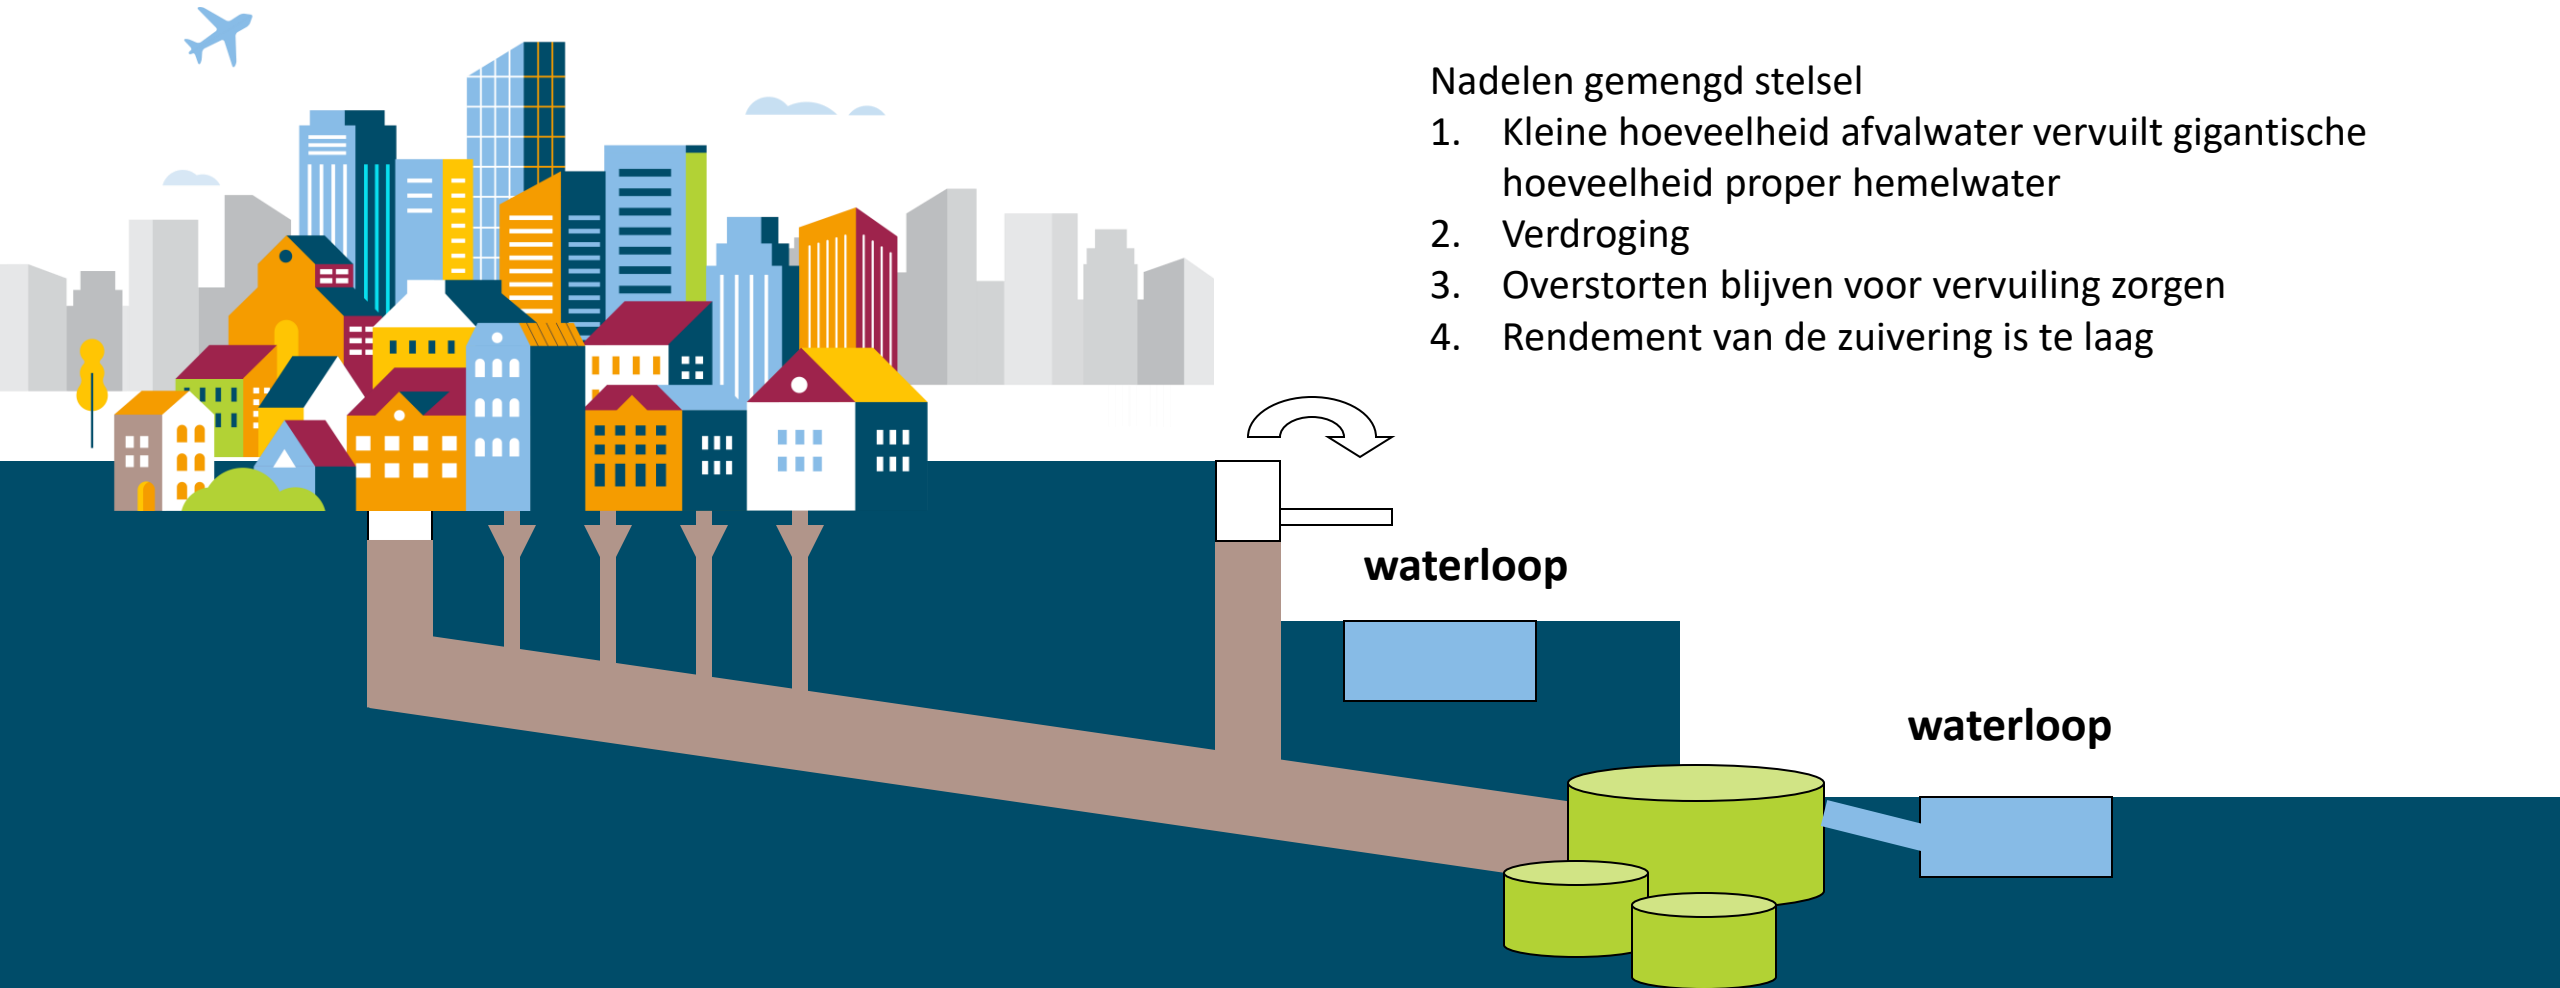 Nadelen gemengd stelsel
1. Kleine hoeveelheid afvalwater vervuilt gigantische
hoeveelheid proper hemelwater
2. Verdroging
3. Overstorten blijven voor vervuiling zorgen
4. Rendement van de zuivering is te laag
waterloop
waterloop